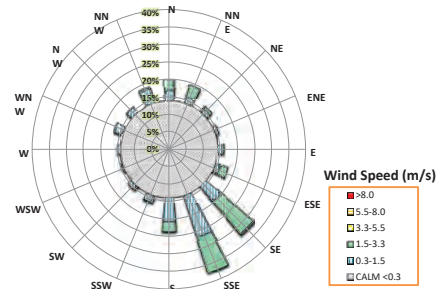 N
NN
E
NE
ENE
E
ESE
SE
SSE
S
SSW
SW
WSW
W
WN
W
N
W
NN
W
40%
35%
30%
25%
20%
15%
10%
5%
0%
Wind Speed (m/s)
>8.0
5.5-8.0
3.3-5.5
1.5-3.3
0.3-1.5
CALM <0.3